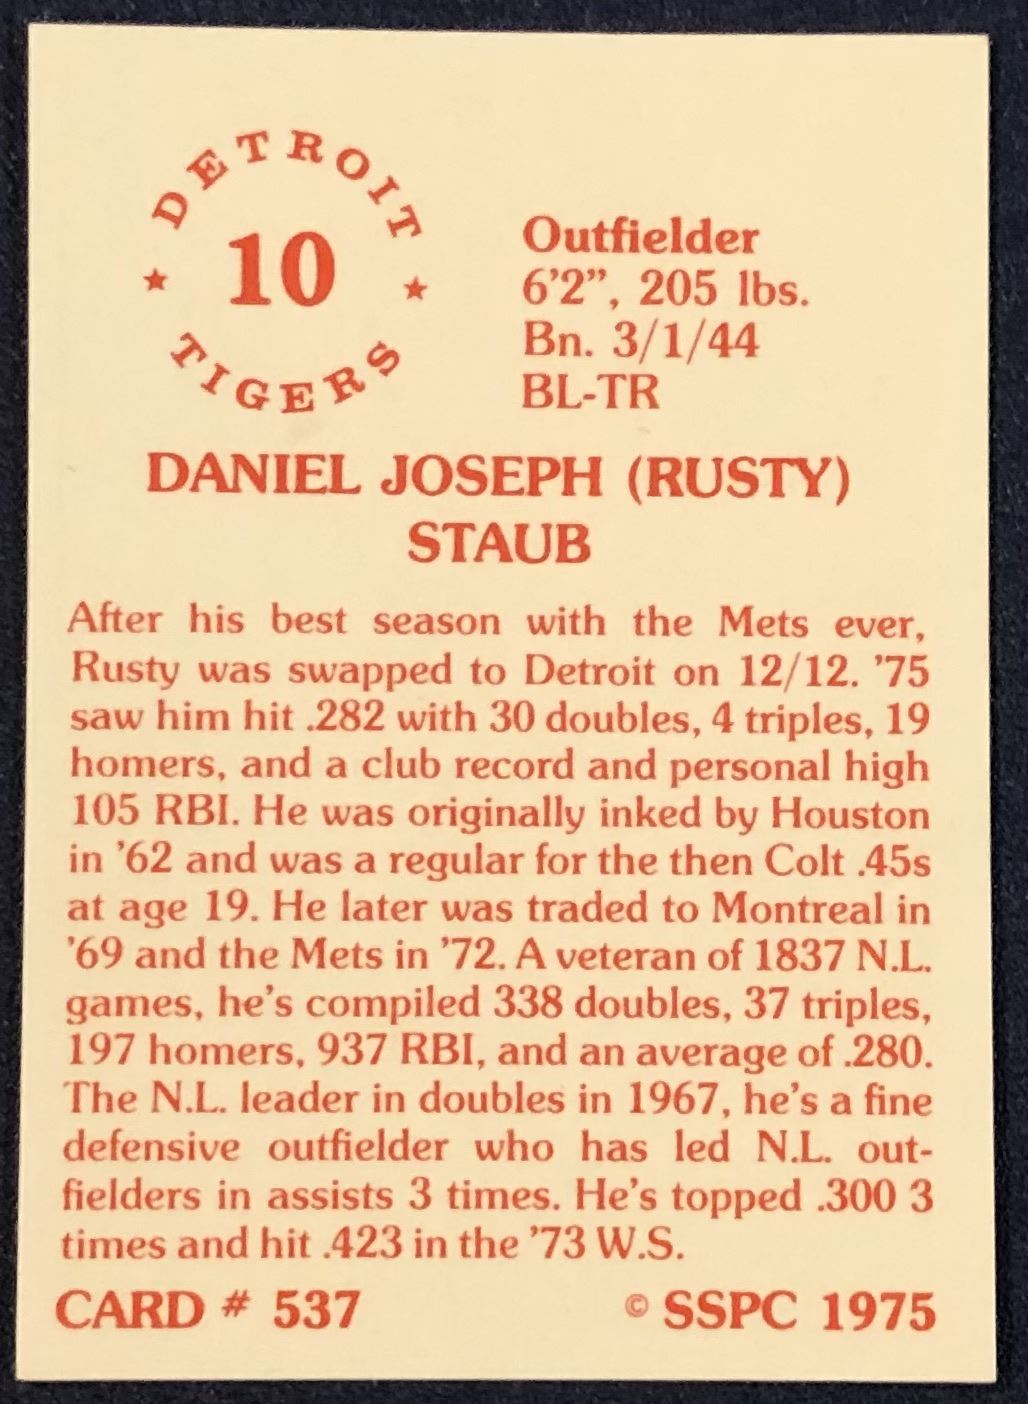 DETROIT
10
★ ★
TIGERS
Outfielder
6’2”, 205 lbs.
Bn. 3/1/44
BL-TR
DANIEL JOSEPH (RUSTY)
STAUB
After his best season with the Mets ever,
Rusty was swapped to Detroit on 12/12. ’75
saw him hit .282 with 30 doubles, 4 triples, 19
homers, and a club record and personal high
105 RBI. He was originally inked by Houston
in ’62 and was a regular for the then Colt .45s
at age 19. He later was traded to Montreal in
’69 and the Mets in ’72. A veteran of 1837 N.L.
games, he’s compiled 338 doubles, 37 triples,
197 homers, 937 RBI, and an average of .280.
The N.L. leader in doubles in 1967, he’s a fine
defensive outfielder who has led N.L. out-
fielders in assists 3 times. He’s topped .300 3
times and hit .423 in the ’73 W.S.
CARD # 537
© SSPC 1975